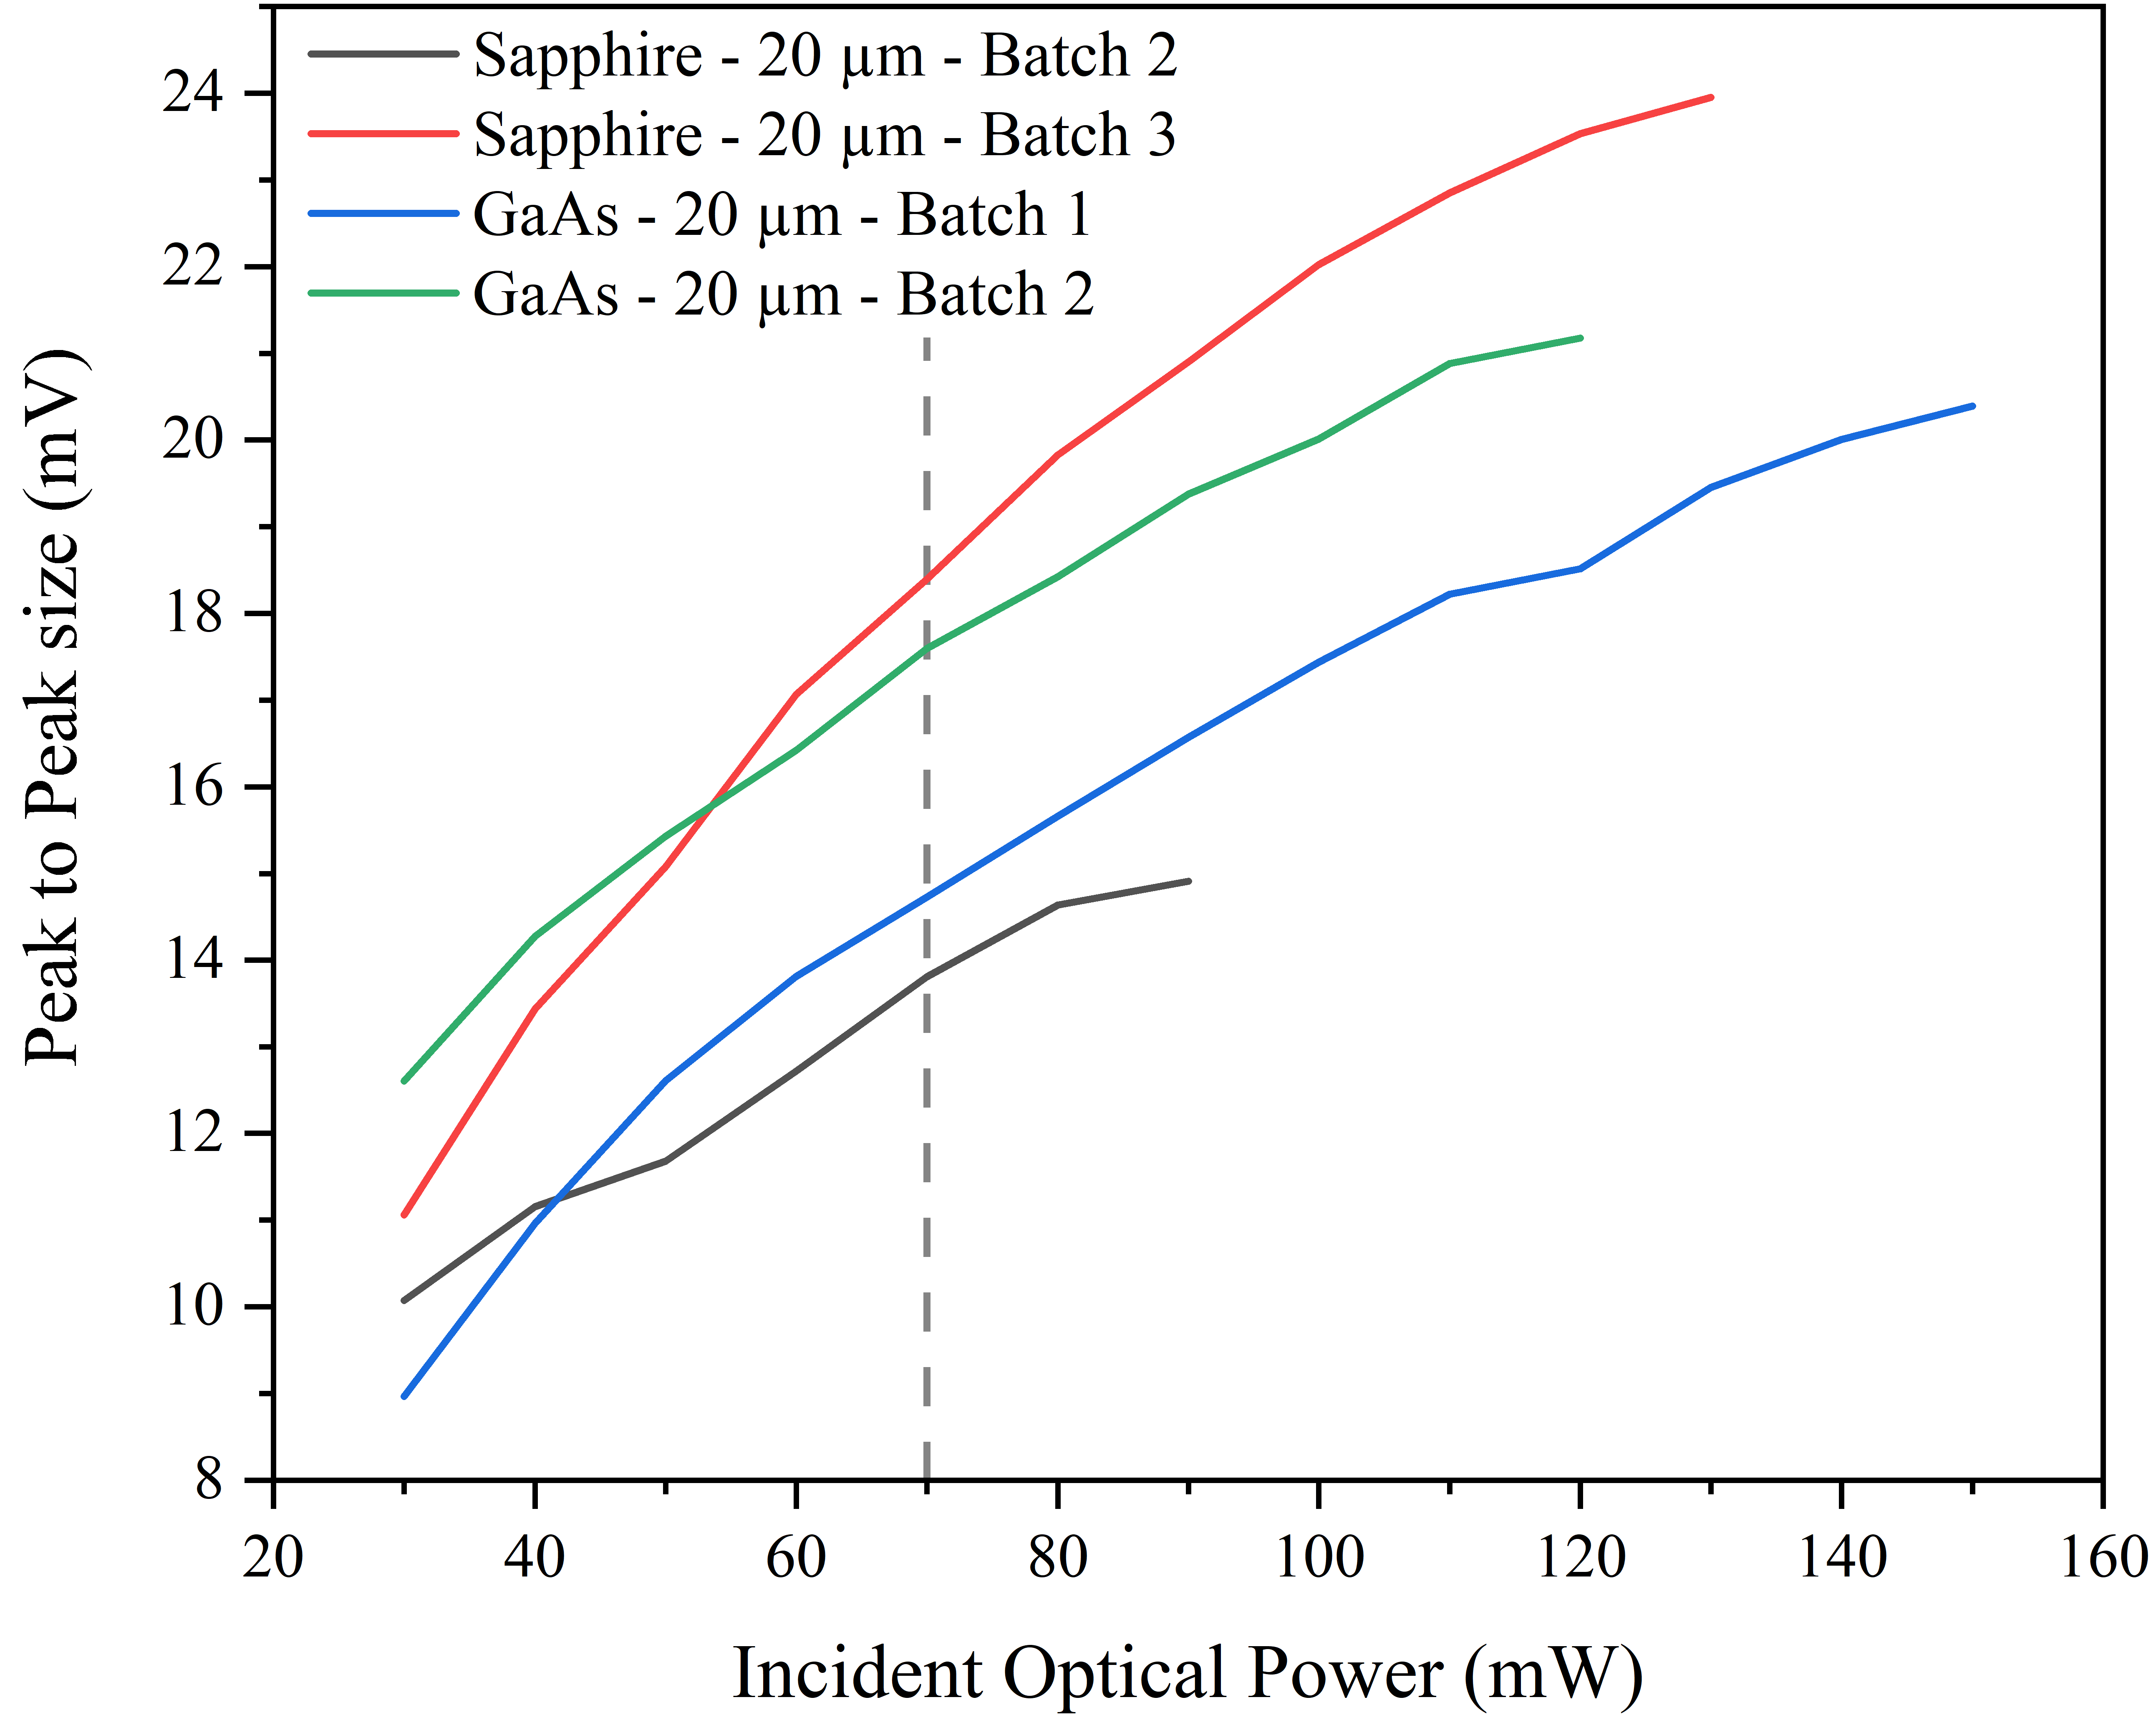 Sapphire - 20 µm - Batch 2
Sapphire - 20 µm - Batch 3
GaAs - 20 µm - Batch 1
GaAs - 20 µm - Batch 2
Peak to Peak size (mV)
24
22
20
18
16
14
12
10
8
20 40 60 80 100 120 140 160
Incident Optical Power (mW)